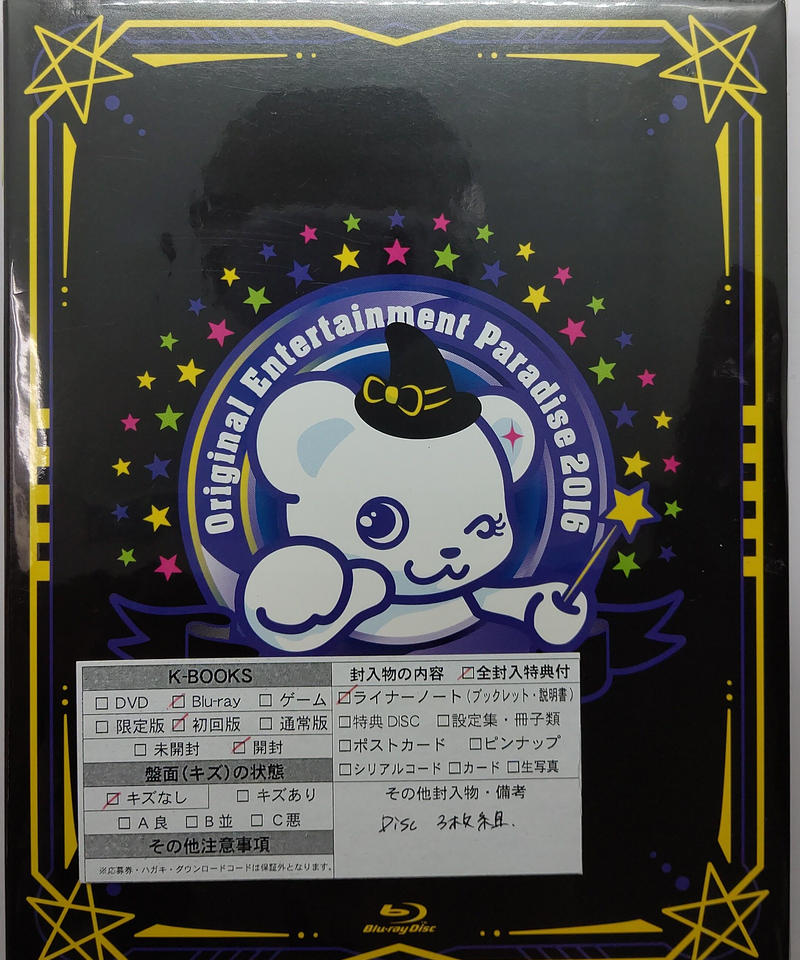 Original Entertainment Paradise 2016
K-BOOKS
□ DVD ☑ Blu-ray □ ゲーム
□ 限定版 ☑ 初回版 □ 通常版
□ 未開封 ☑ 開封
盤面(キズ)の状態
☑ キズなし □ キズあり
□ A 良 □ B 並 □ C 悪
その他注意事項
※応募券・ハガキ・ダウンロードコードは保証外となります。
封入物の内容 ☑全封入特典付
☑ライナーノート(ブックレット・説明書)
□特典 DISC □設定集・冊子類
□ポストカード □ピンナップ
□シリアルコード □カード □生写真
その他封入物・備考
Disc 3枚組.
Blu-ray Disc